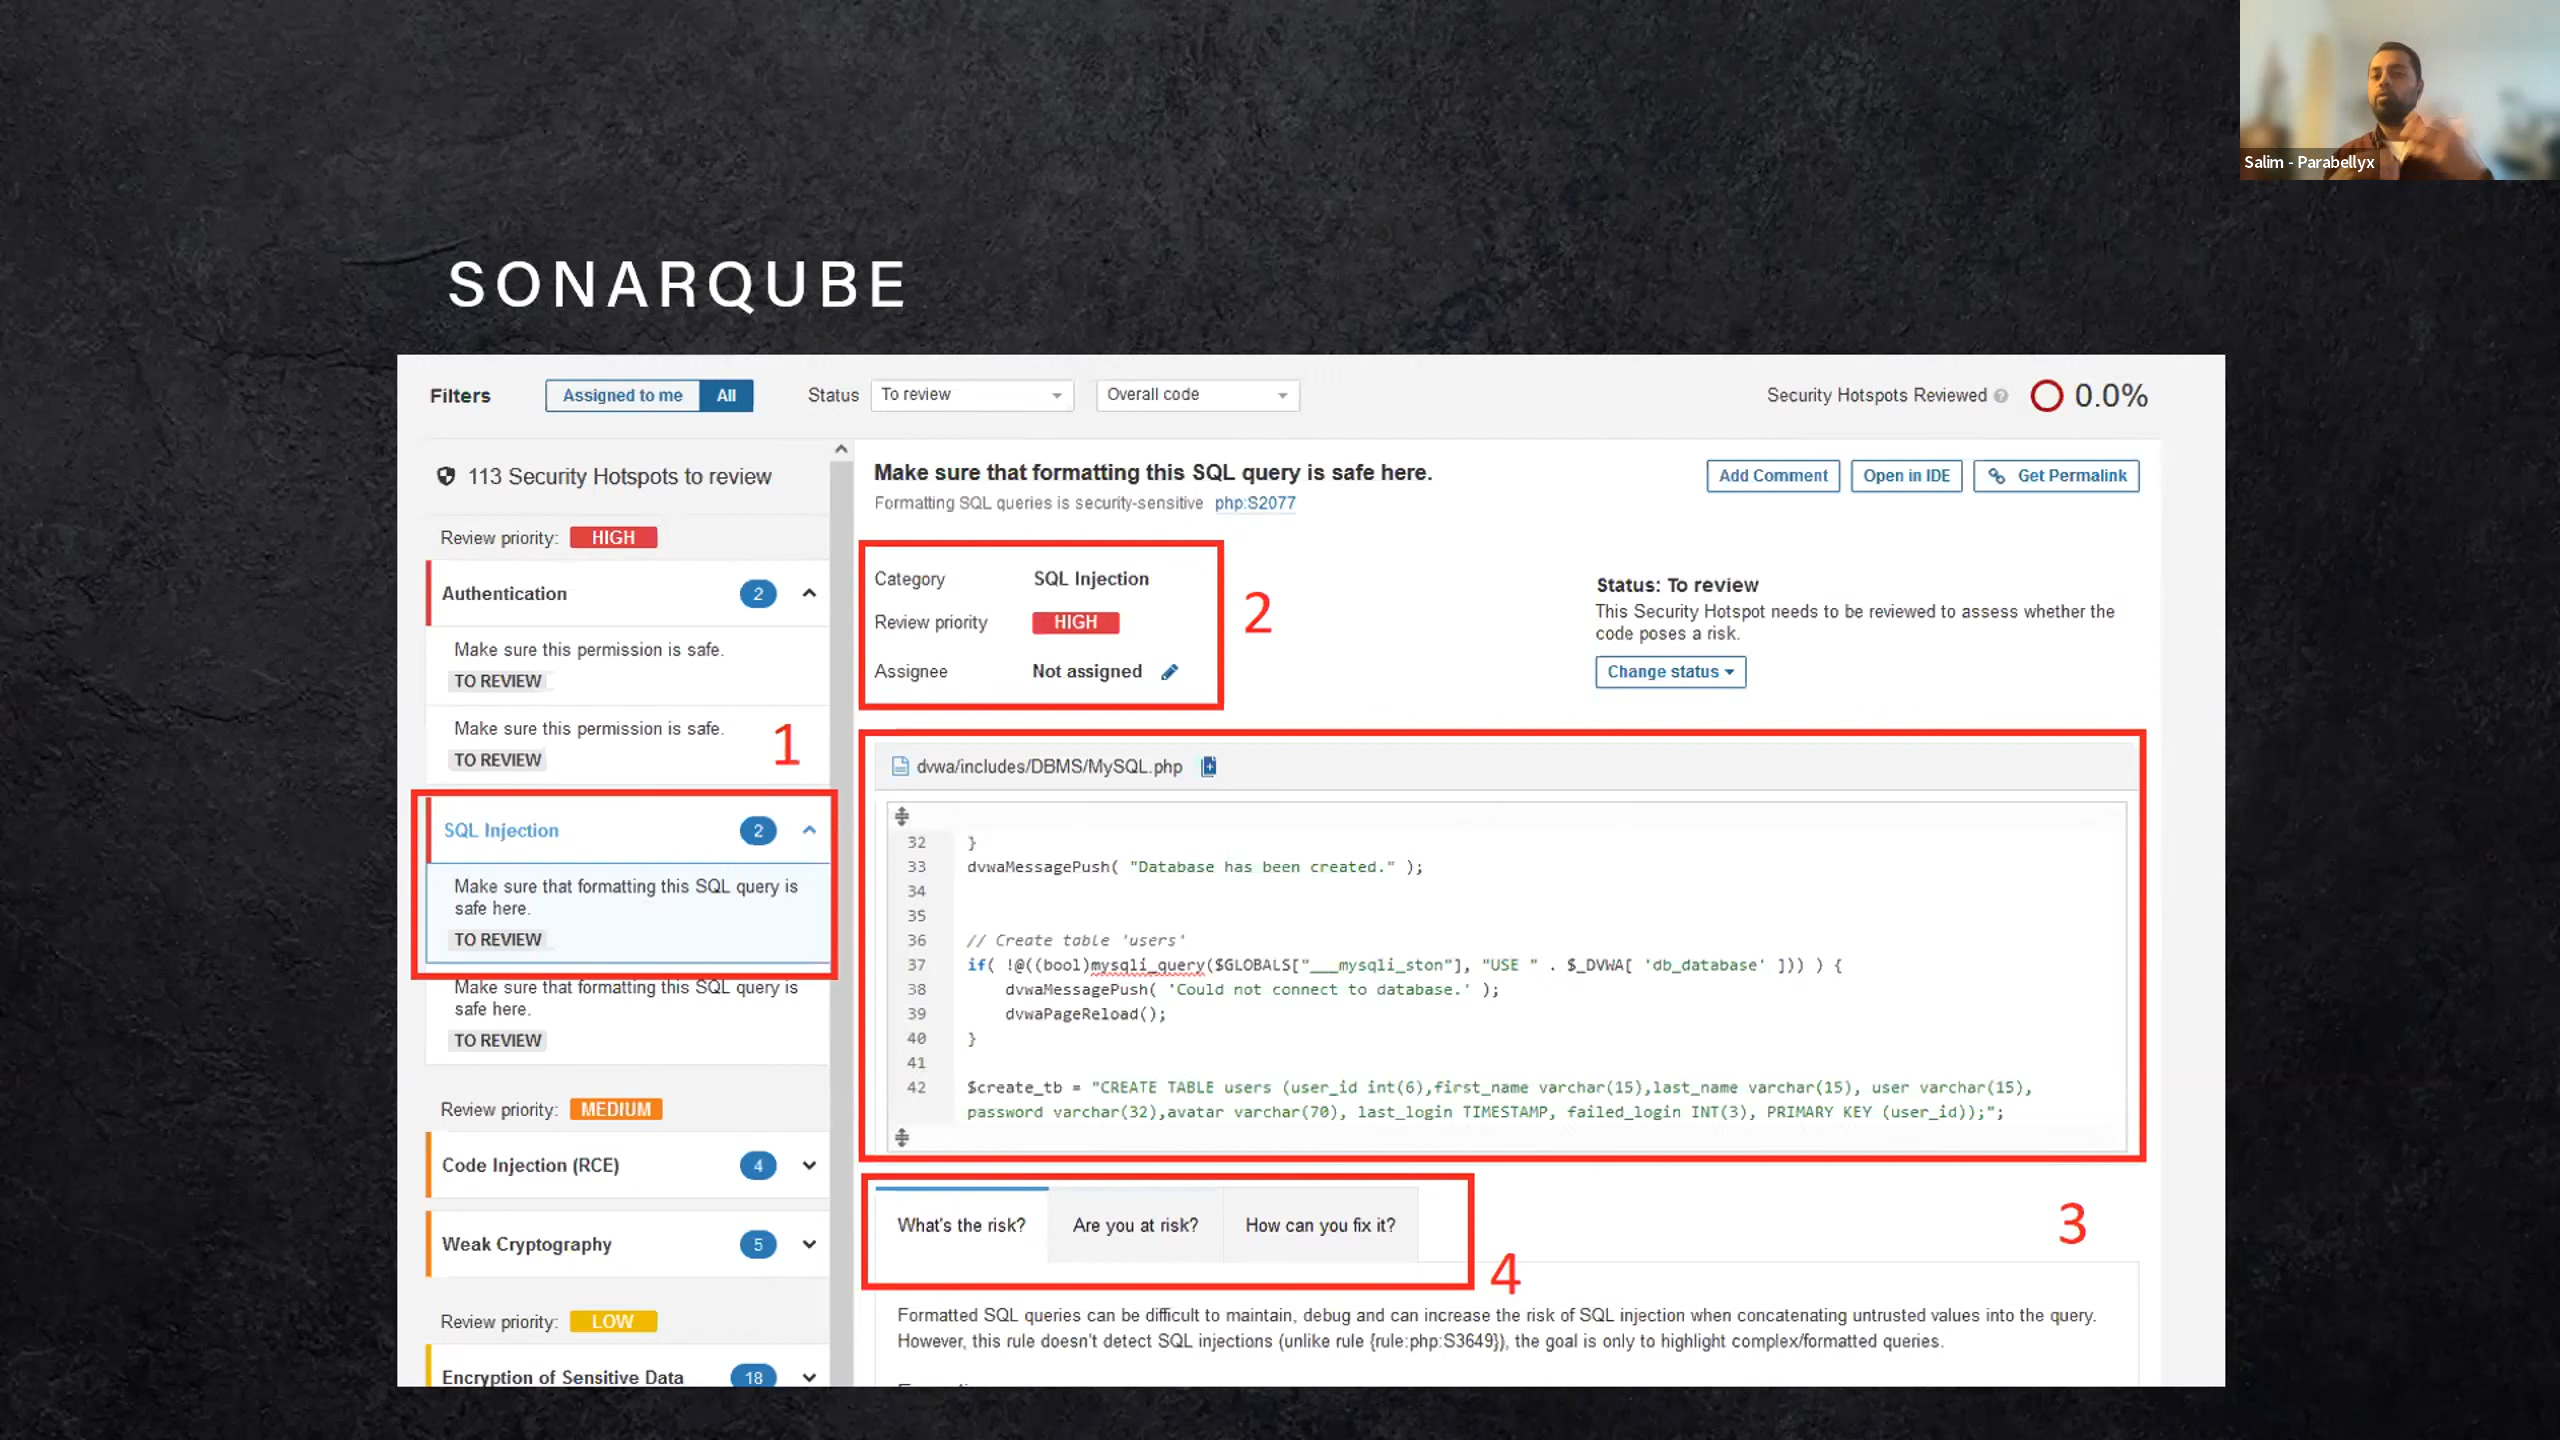 Salim - Parabellyx
SONARQUBE
Filters
Assigned to me
All
Status
To review
Overall code
Security Hotspots Reviewed
0.0%
113 Security Hotspots to review
Review priority: HIGH
Authentication
2
Make sure this permission is safe.
TO REVIEW
Make sure this permission is safe.
TO REVIEW
1
SQL Injection
2
Make sure that formatting this SQL query is
safe here.
TO REVIEW
Make sure that formatting this SQL query is
safe here.
TO REVIEW
Review priority: MEDIUM
Code Injection (RCE)
4
Weak Cryptography
5
Review priority: LOW
Encryption of Sensitive Data
18
Make sure that formatting this SQL query is safe here.
Formatting SQL queries is security-sensitive php:S2077
Add Comment
Open in IDE
Get Permalink
Category SQL Injection
Review priority HIGH
Assignee Not assigned
2
Status: To review
This Security Hotspot needs to be reviewed to assess whether the
code poses a risk.
Change status
dvwa/includes/DBMS/MySQL.php
32 }
33 dvwaMessagePush( "Database has been created." );
34
35
36 // Create table 'users'
37 if( !@((bool)mysqli_query($GLOBALS["___mysqli_ston"], "USE " . $_DVWA[ 'db_database' ])) ) {
38 dvwaMessagePush( 'Could not connect to database.' );
39 dvwaPageReload();
40 }
41
42 $create_tb = "CREATE TABLE users (user_id int(6),first_name varchar(15),last_name varchar(15), user varchar(15),
password varchar(32),avatar varchar(70), last_login TIMESTAMP, failed_login INT(3), PRIMARY KEY (user_id));";
3
What's the risk?
Are you at risk?
How can you fix it?
4
Formatted SQL queries can be difficult to maintain, debug and can increase the risk of SQL injection when concatenating untrusted values into the query.
However, this rule doesn't detect SQL injections (unlike rule {rule:php:S3649}), the goal is only to highlight complex/formatted queries.